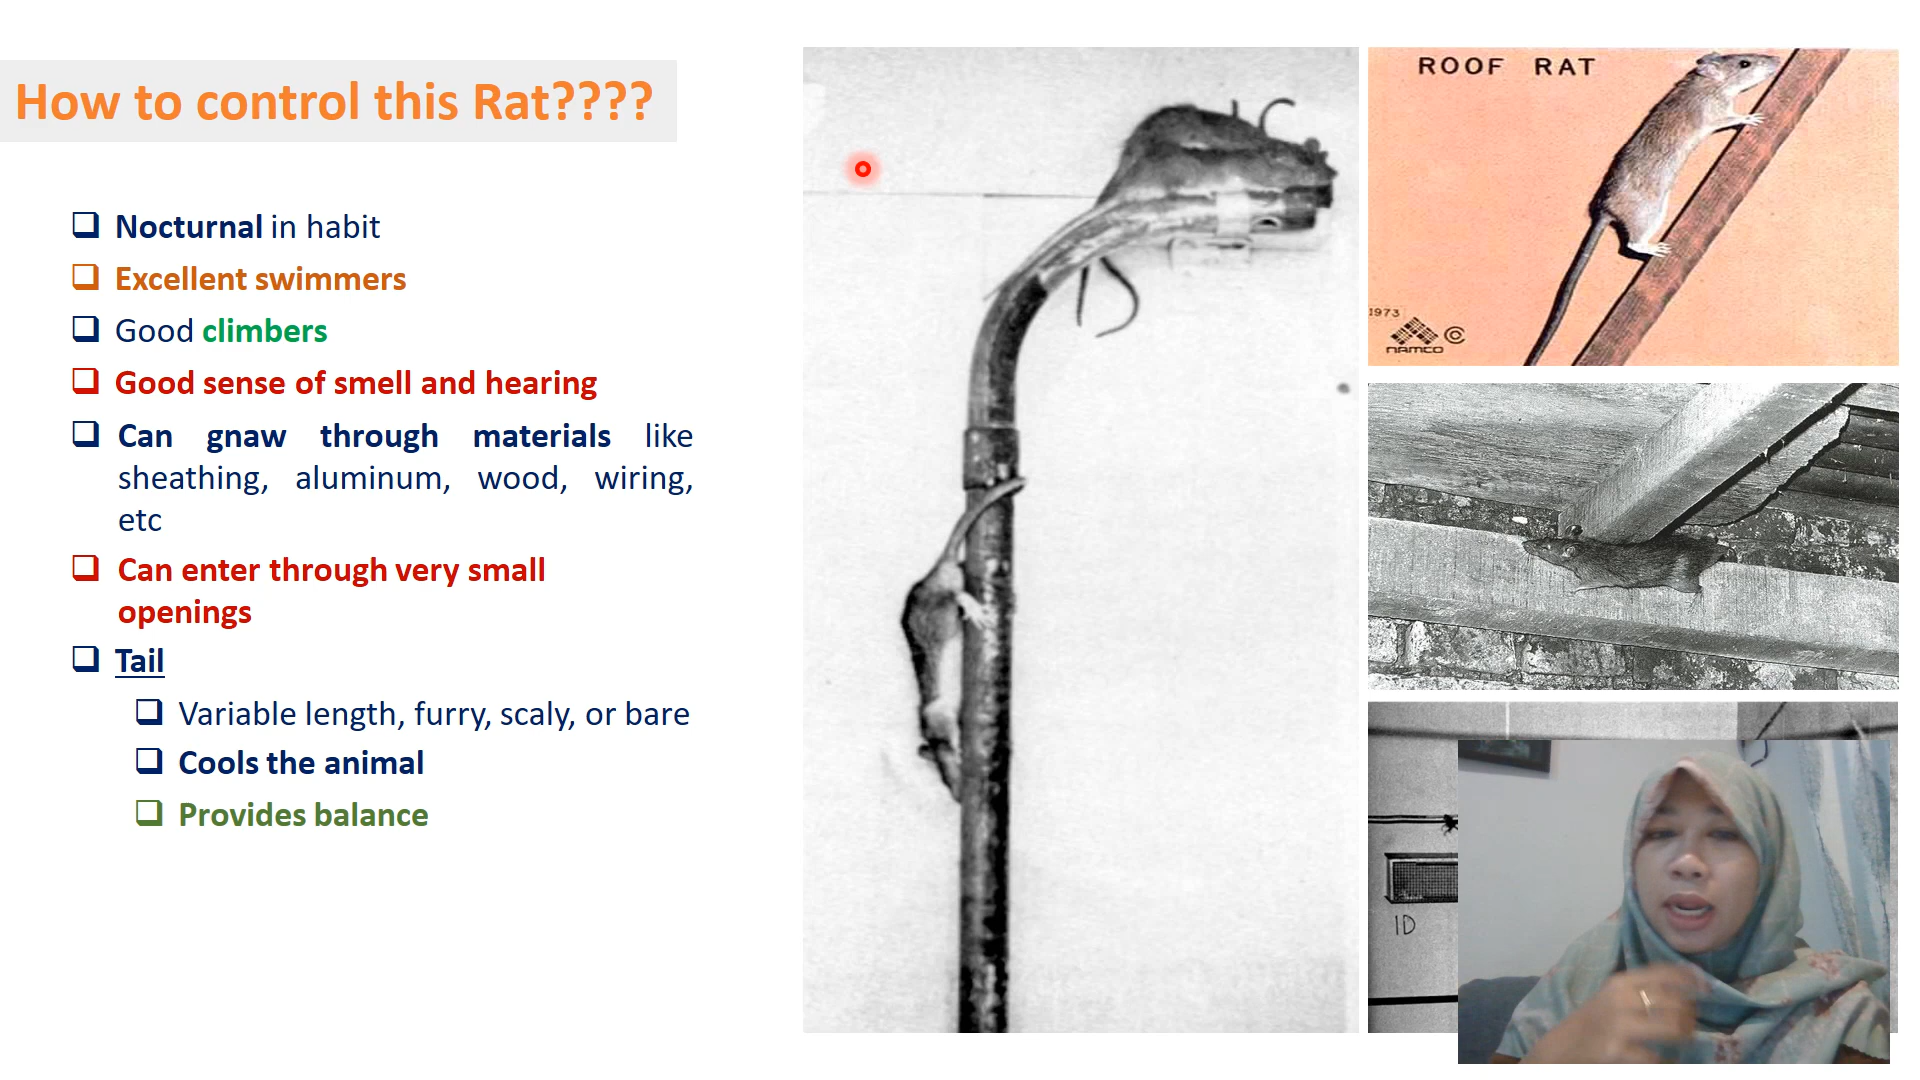 How to control this Rat????
Nocturnal in habit
Excellent swimmers
Good climbers
Good sense of smell and hearing
Can gnaw through materials like
sheathing, aluminum, wood, wiring,
etc
Can enter through very small
openings
Tail
Variable length, furry, scaly, or bare
Cools the animal
Provides balance
ROOF RAT
1973
NAMCO ©
ID